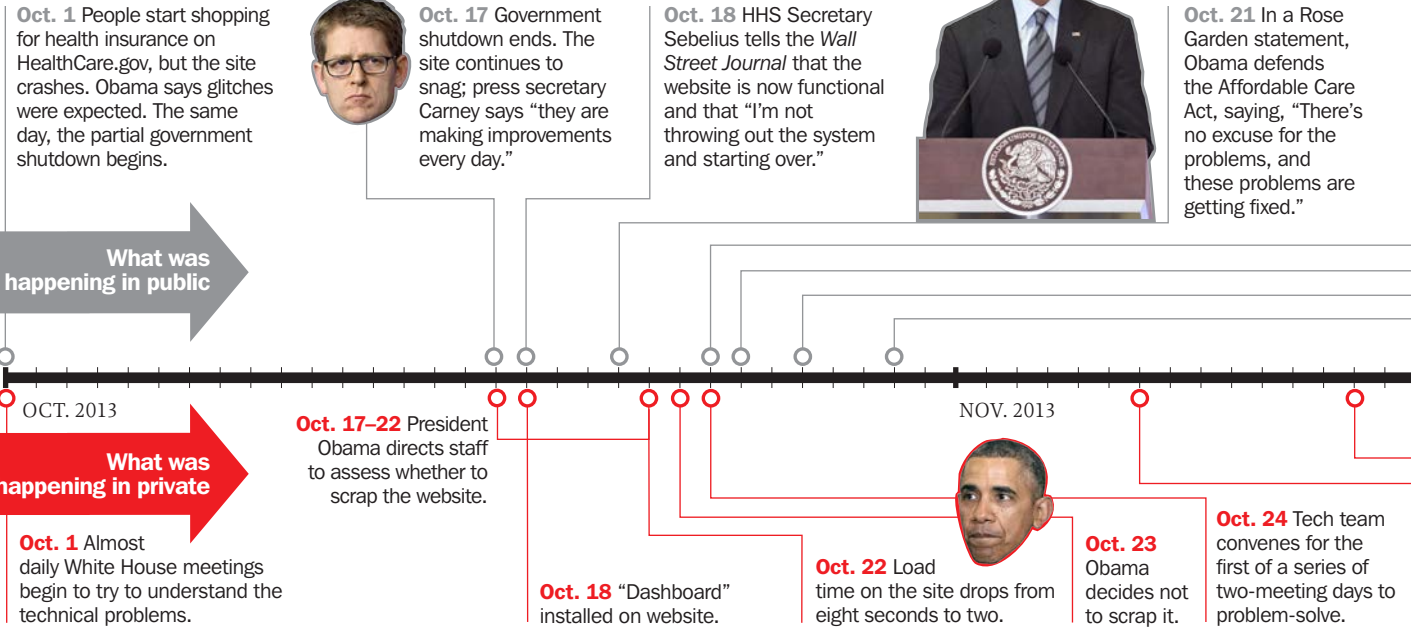 Oct. 1 People start shopping
for health insurance on
HealthCare.gov, but the site
crashes. Obama says glitches
were expected. The same
day, the partial government
shutdown begins.
Oct. 17 Government
shutdown ends. The
site continues to
snag; press secretary
Carney says “they are
making improvements
every day.”
Oct. 18 HHS Secretary
Sebelius tells the Wall
Street Journal that the
website is now functional
and that “I’m not
throwing out the system
and starting over.”
ESTADOS UNIDOS MEXICANOS
Oct. 21 In a Rose
Garden statement,
Obama defends
the Affordable Care
Act, saying, “There’s
no excuse for the
problems, and
these problems are
getting fixed.”
What was
happening in public
OCT. 2013
NOV. 2013
What was
happening in private
Oct. 17–22 President
Obama directs staff
to assess whether to
scrap the website.
Oct. 1 Almost
daily White House meetings
begin to try to understand the
technical problems.
Oct. 18 “Dashboard”
installed on website.
Oct. 22 Load
time on the site drops from
eight seconds to two.
Oct. 23
Obama
decides not
to scrap it.
Oct. 24 Tech team
convenes for the
first of a series of
two-meeting days to
problem-solve.